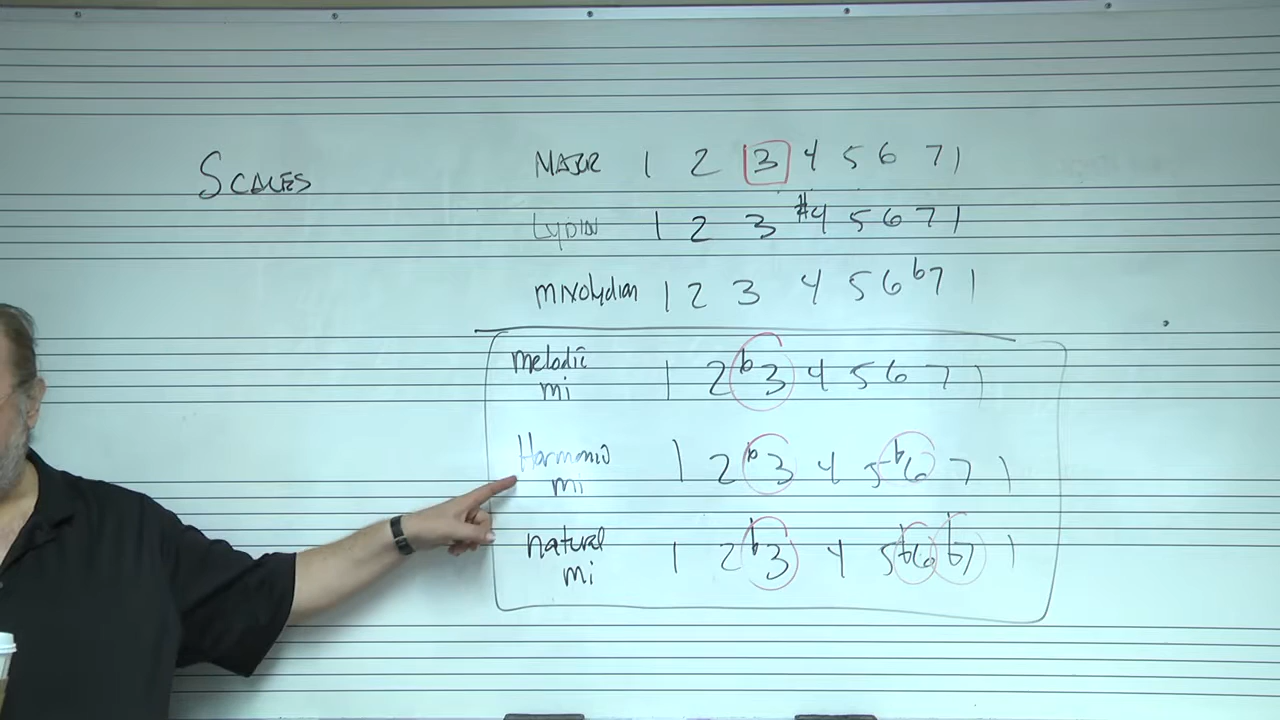 SCALES
MAJOR 1 2 3 4 5 6 7 1
Lydian 1 2 3 #4 5 6 7 1
mixolydian 1 2 3 4 5 6 b7 1
melodic
mi 1 2 b3 4 5 6 7 1
Harmonic
mi 1 2 b3 4 5 b6 7 1
natural
mi 1 2 b3 4 5 b6 b7 1